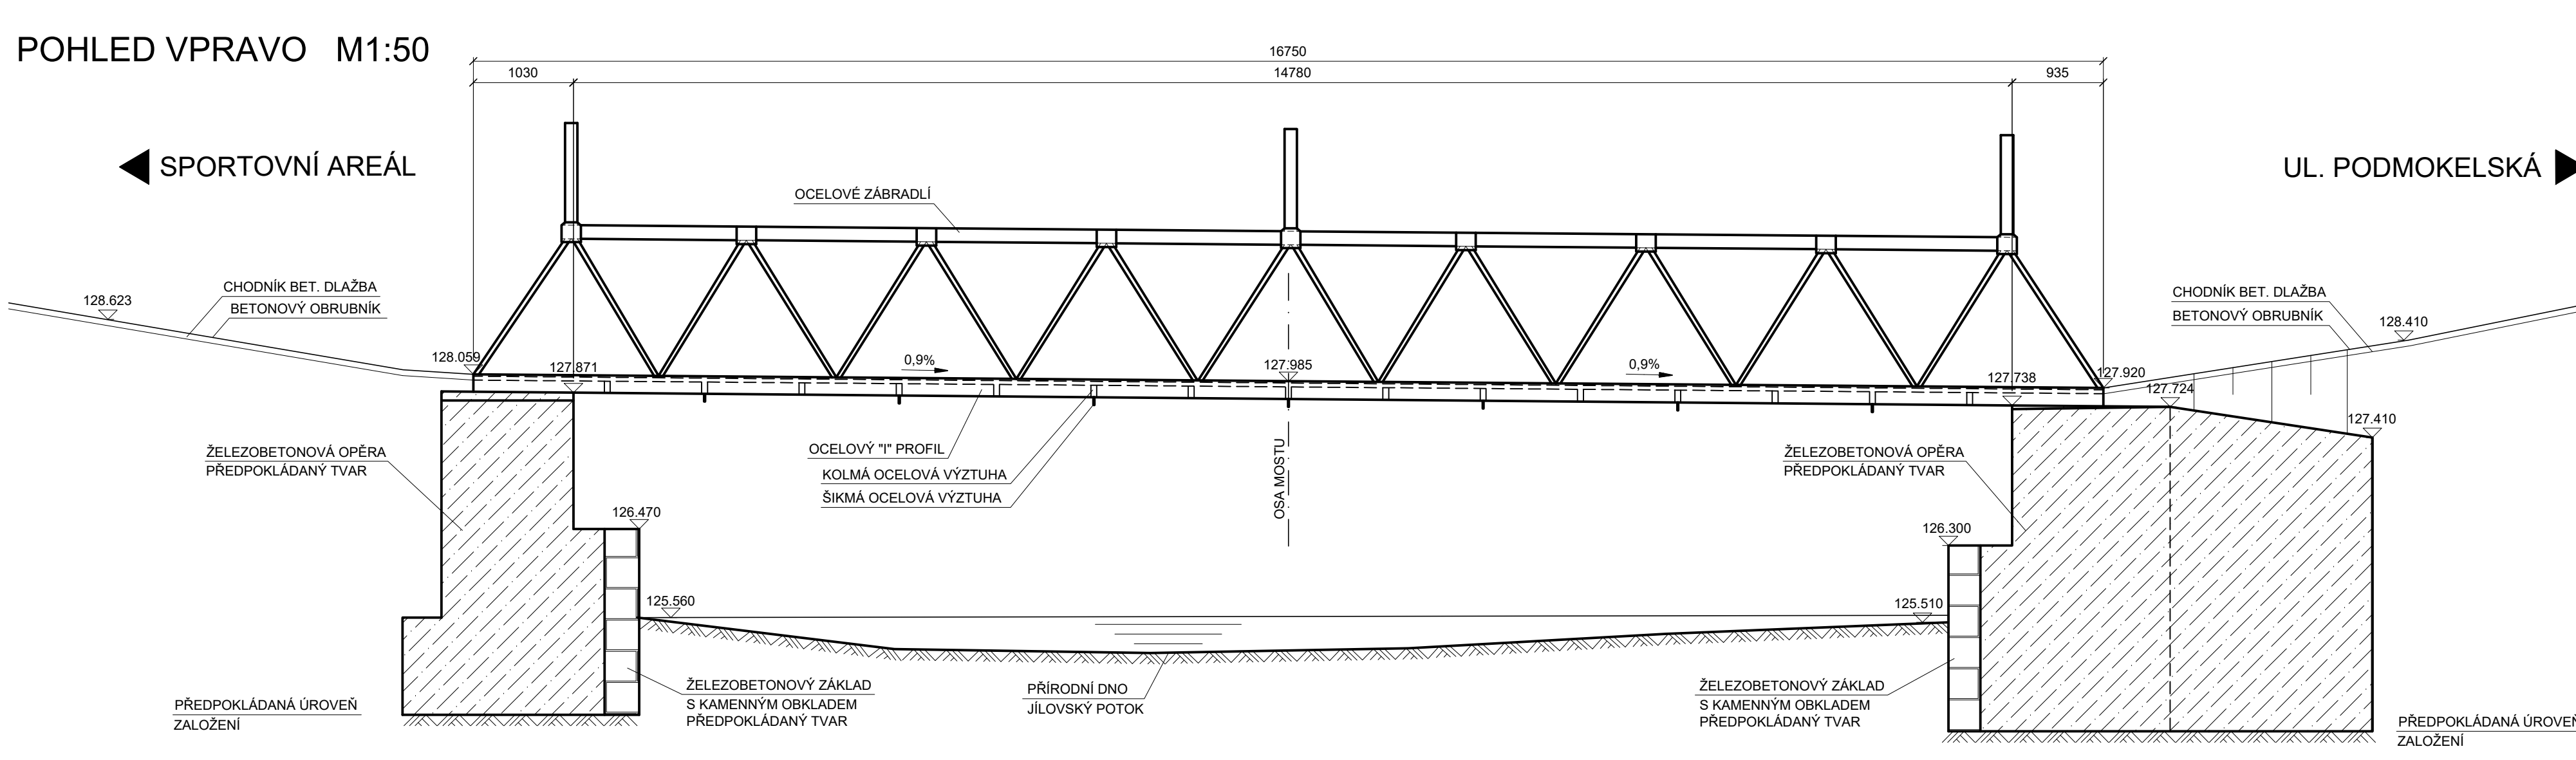 POHLED VPRAVO M1:50
16750
1030
14780
935
SPORTOVNÍ AREÁL
UL. PODMOKELSKÁ
OCELOVÉ ZÁBRADLÍ
CHODNÍK BET. DLAŽBA
BETONOVÝ OBRUBNÍK
128.623
CHODNÍK BET. DLAŽBA
BETONOVÝ OBRUBNÍK
128.410
128.059
127.871
0,9%
127.985
0,9%
127.738
127.920
127.724
127.410
ŽELEZOBETONOVÁ OPĚRA
PŘEDPOKLÁDANÝ TVAR
OCELOVÝ "I" PROFIL
KOLMÁ OCELOVÁ VÝZTUHA
ŠIKMÁ OCELOVÁ VÝZTUHA
OSA MOSTU
ŽELEZOBETONOVÁ OPĚRA
PŘEDPOKLÁDANÝ TVAR
126.470
126.300
125.560
125.510
PŘEDPOKLÁDANÁ ÚROVEŇ
ZALOŽENÍ
ŽELEZOBETONOVÝ ZÁKLAD
S KAMENNÝM OBKLADEM
PŘEDPOKLÁDANÝ TVAR
PŘÍRODNÍ DNO
JÍLOVSKÝ POTOK
ŽELEZOBETONOVÝ ZÁKLAD
S KAMENNÝM OBKLADEM
PŘEDPOKLÁDANÝ TVAR
PŘEDPOKLÁDANÁ ÚROVEŇ
ZALOŽENÍ